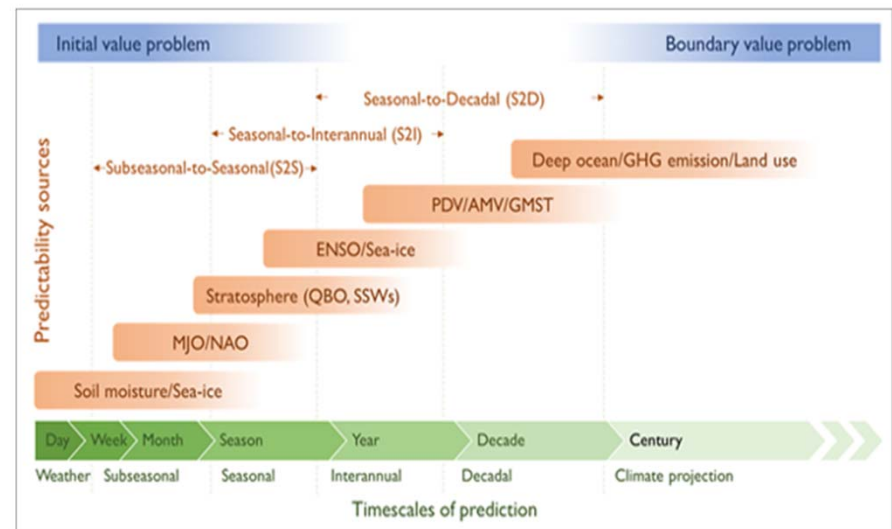 Initial value problem
Boundary value problem
Seasonal-to-Decadal (S2D)
Seasonal-to-Interannual (S2I)
Subseasonal-to-Seasonal(S2S)
Predictability sources
Deep ocean/GHG emission/Land use
PDV/AMV/GMST
ENSO/Sea-ice
Stratosphere (QBO, SSWs)
MJO/NAO
Soil moisture/Sea-ice
Day Week Month Season Year Decade Century
Weather Subseasonal Seasonal Interannual Decadal Climate projection
Timescales of prediction